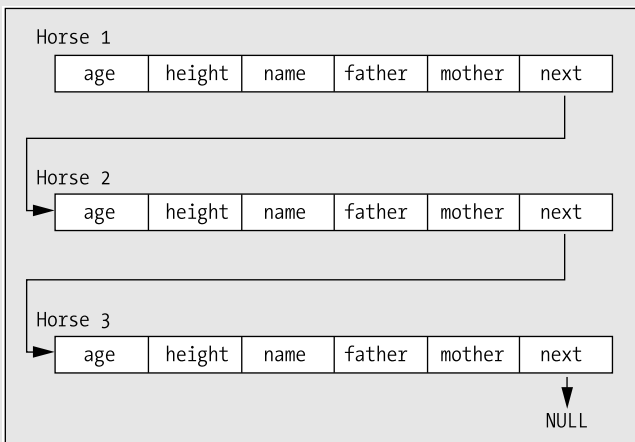 Horse 1
age height name father mother next
Horse 2
age height name father mother next
Horse 3
age height name father mother next
NULL